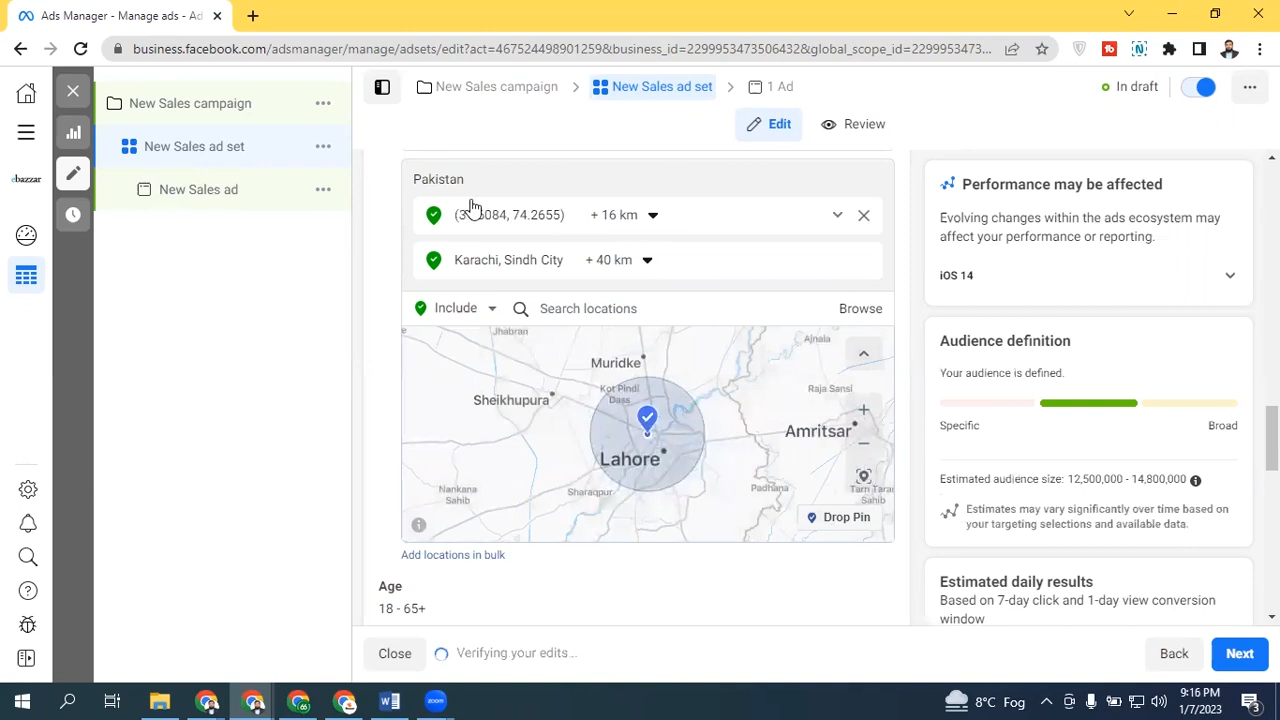 Ads Manager - Manage ads - Ad
business.facebook.com/adsmanager/manage/adsets/edit?act=467524498901259&business_id=2299953473506432&global_scope_id=2299953473...
New Sales campaign
New Sales ad set
New Sales ad
ebazzar
New Sales campaign
New Sales ad set
1 Ad
In draft
Edit
Review
Pakistan
74.2655)
+ 16 km
Karachi, Sindh City
+ 40 km
Include
Search locations
Browse
Jhabran
Ajnala
Muridke
Kot Pindi
Dass
Raja Sansi
Sheikhupura
Amritsar
Lahore
Nankana
Sahib
Sharaqpur
Padhana
Tarn Taran
Sahib
Drop Pin
Add locations in bulk
Age
18 - 65+
Performance may be affected
Evolving changes within the ads ecosystem may
affect your performance or reporting.
iOS 14
Audience definition
Your audience is defined.
Specific
Broad
Estimated audience size: 12,500,000 - 14,800,000
Estimates may vary significantly over time based on
your targeting selections and available data.
Estimated daily results
Based on 7-day click and 1-day view conversion
window
Close
Verifying your edits...
Back
Next
zoom
8°C Fog
9:16 PM
1/7/2023
3